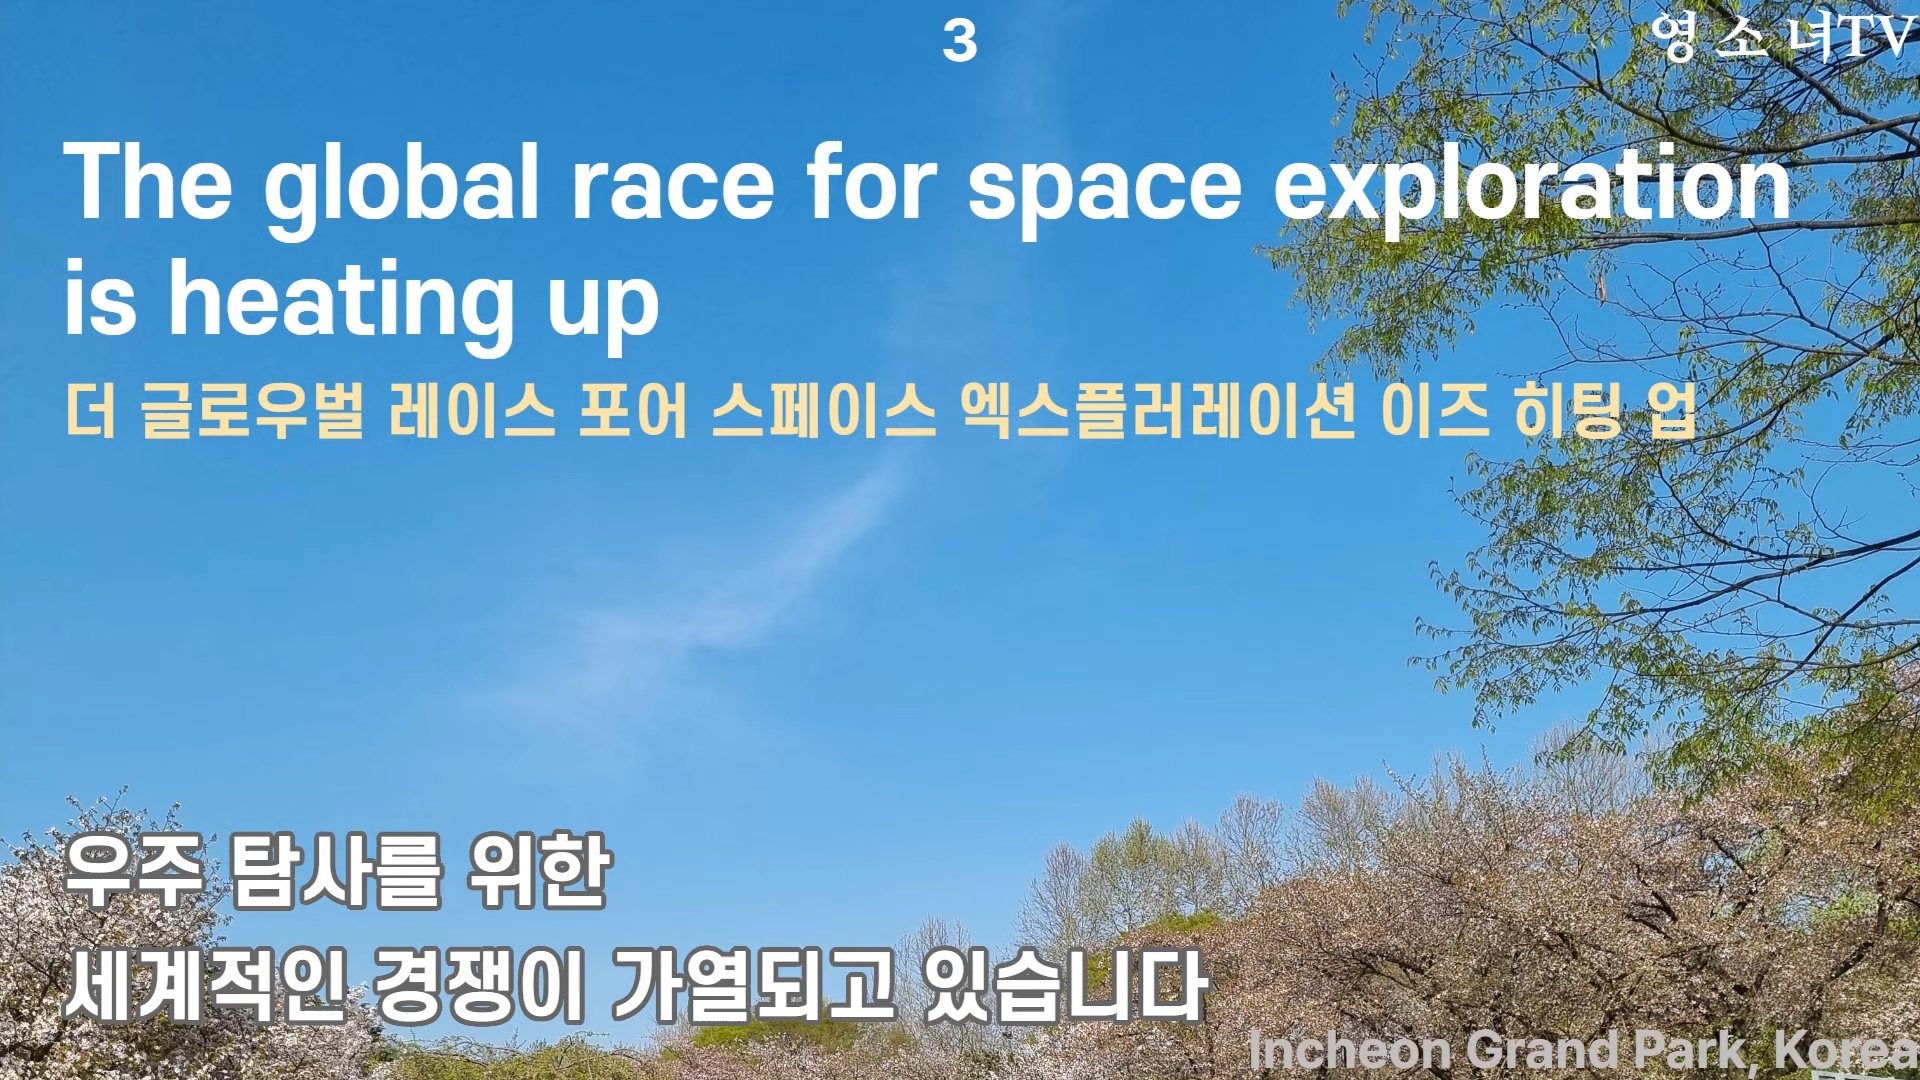 3
영 소 녀TV
The global race for space exploration
is heating up
더 글로우벌 레이스 포어 스페이스 엑스플러레이션 이즈 히팅 업
우주 탐사를 위한
세계적인 경쟁이 가열되고 있습니다
Incheon Grand Park, Korea